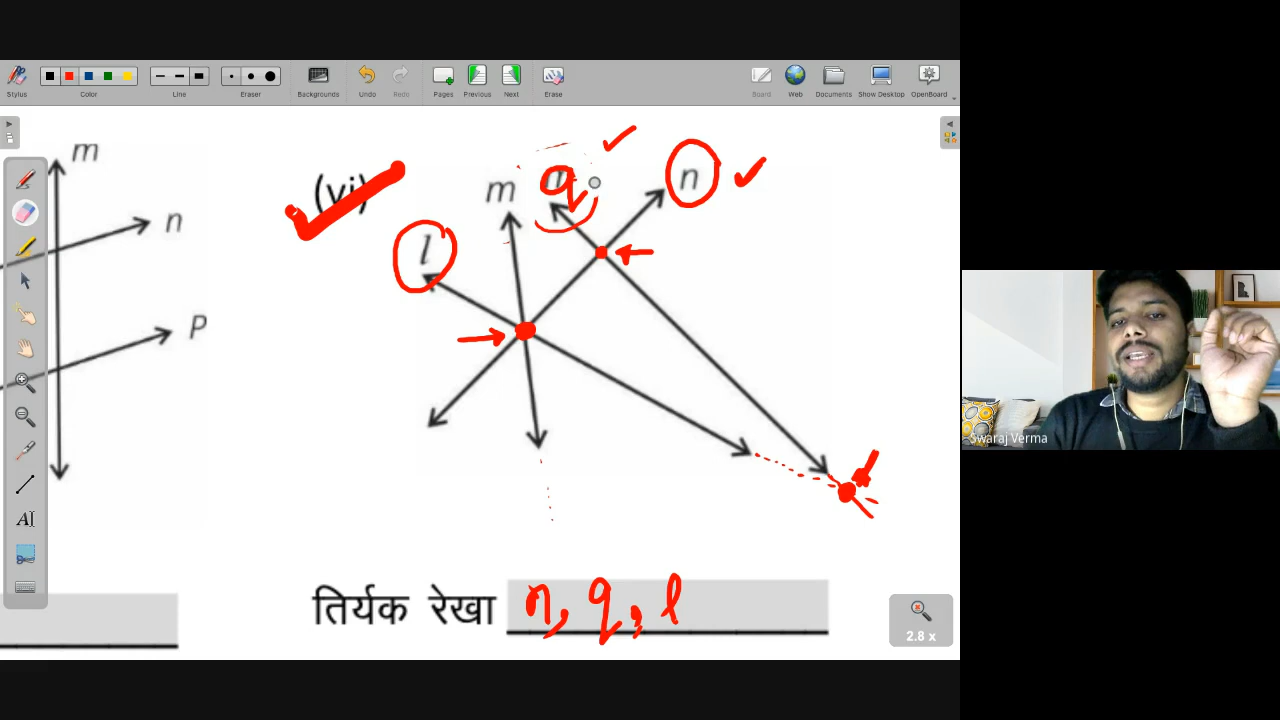 Stylus Color Line Eraser Backgrounds Undo Redo Pages Previous Next Erase Board Web Documents Show Desktop OpenBoard
m
n
P
(vi)
l
m
q
n
तिर्यक रेखा n, q, l
2.8 x
Swaraj Verma